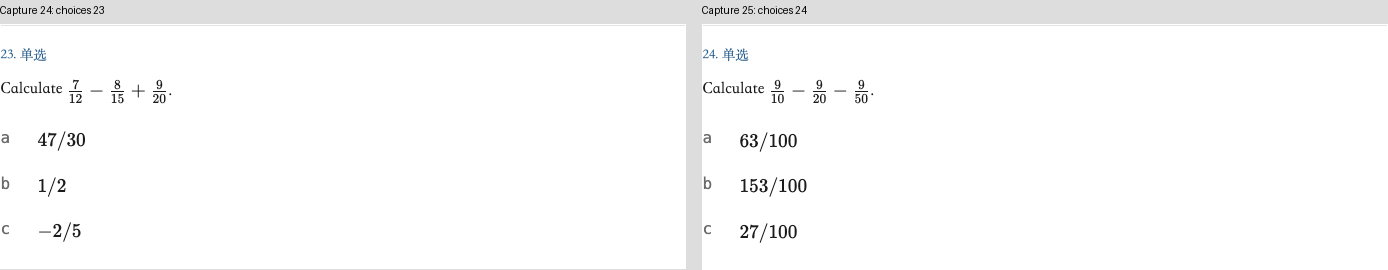 Capture 24: choices 23
23. 单选
Calculate 7/12 − 8/15 + 9/20.
a 47/30
b 1/2
c −2/5
Capture 25: choices 24
24. 单选
Calculate 9/10 − 9/20 − 9/50.
a 63/100
b 153/100
c 27/100